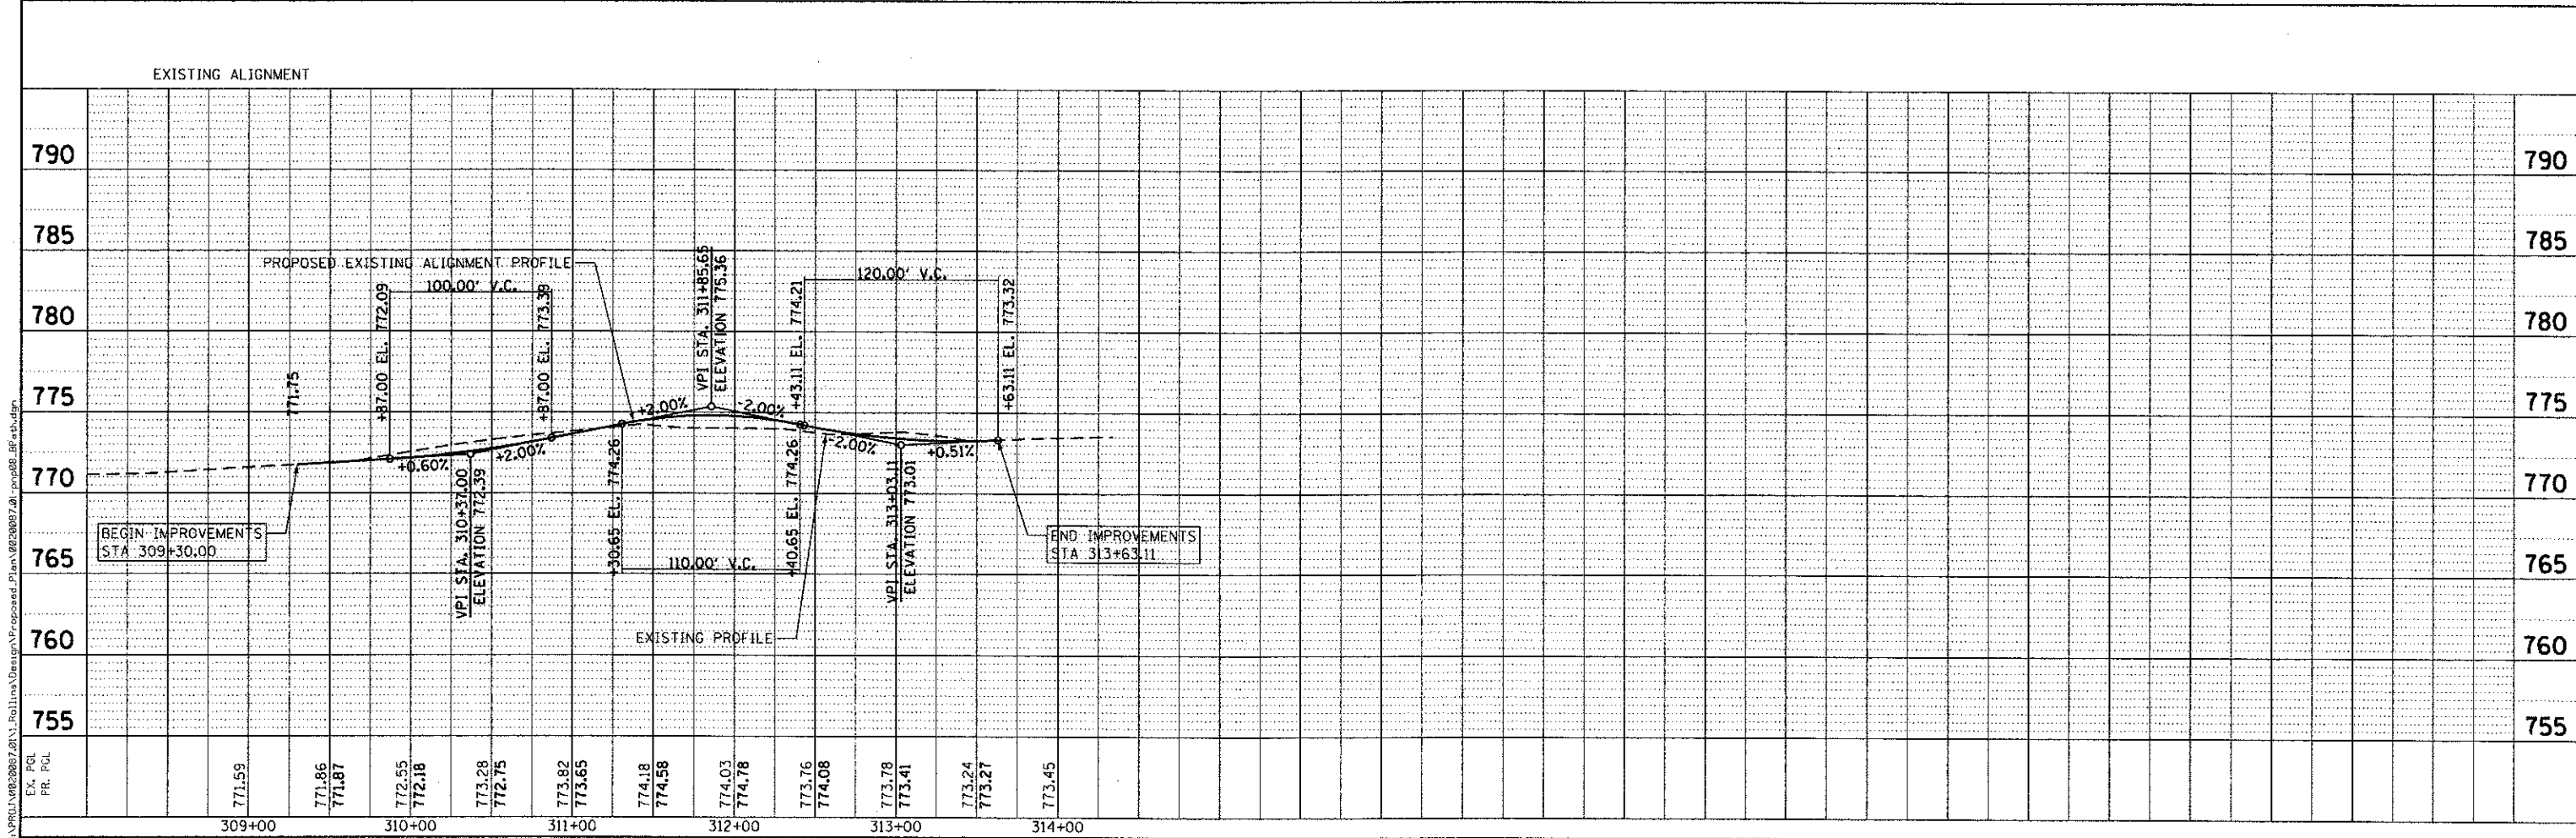 EXISTING ALIGNMENT
790
790
785
785
780
780
775
775
770
770
765
765
760
760
755
755
PROPOSED EXISTING ALIGNMENT PROFILE
100.00' V.C.
120.00' V.C.
110.00' V.C.
771.75
+87.00 EL. 772.09
+87.00 EL. 773.39
VPI STA. 311+85.65
ELEVATION 775.36
+43.11 EL. 774.21
+63.11 EL. 773.32
+0.60%
+2.00%
+2.00%
-2.00%
-2.00%
+0.51%
VPI STA. 310+37.00
ELEVATION 772.39
+30.65 EL. 774.26
+40.65 EL. 774.26
VPI STA. 313+03.11
ELEVATION 773.01
BEGIN IMPROVEMENTS
STA 309+30.00
END IMPROVEMENTS
STA 313+63.11
EXISTING PROFILE
EX. PGL
PR. PGL
771.59
771.86
771.87
772.55
772.18
773.28
772.75
773.82
773.65
774.18
774.58
774.03
774.78
773.76
774.08
773.78
773.41
773.24
773.27
773.45
309+00
310+00
311+00
312+00
313+00
314+00